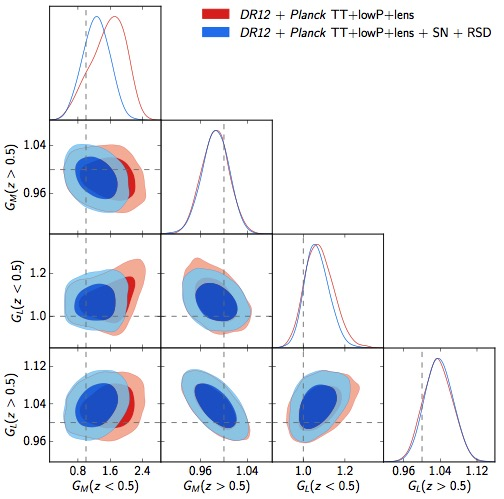 DR12 + Planck TT+lowP+lens
DR12 + Planck TT+lowP+lens + SN + RSD
1.04
0.96
G_M(z > 0.5)
1.2
1.0
G_L(z < 0.5)
1.12
1.04
0.96
G_L(z > 0.5)
0.8 1.6 2.4 0.96 1.04 1.0 1.2 0.96 1.04 1.12
G_M(z < 0.5) G_M(z > 0.5) G_L(z < 0.5) G_L(z > 0.5)